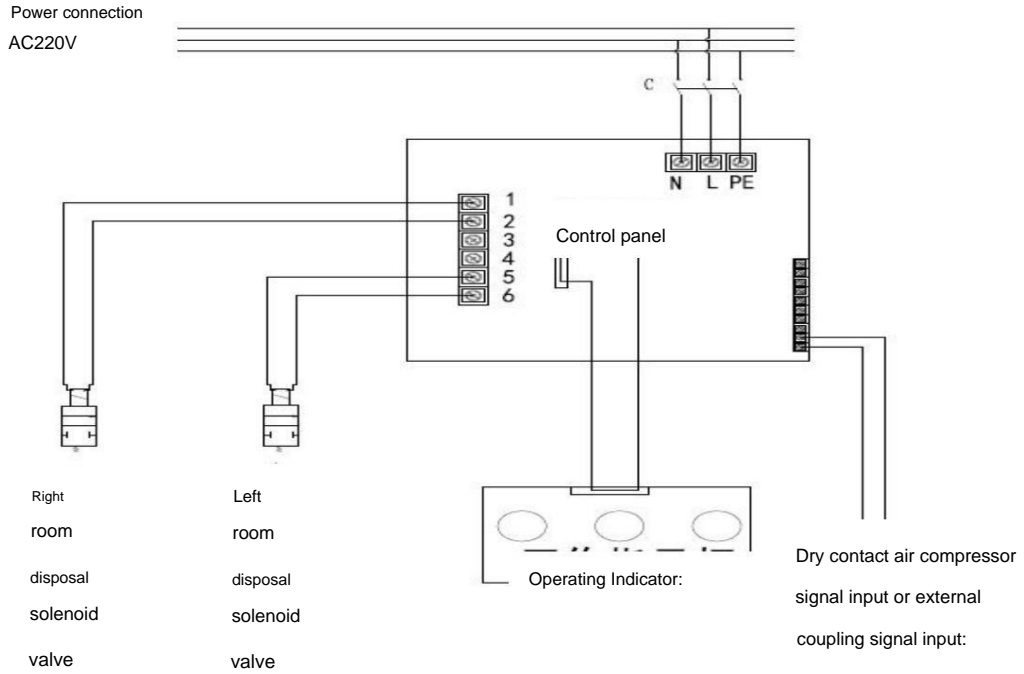 Power connection
AC220V
C
N L PE
1
2
3
4
5
6
Control panel
Right
room
disposal
solenoid
valve
Left
room
disposal
solenoid
valve
Operating Indicator:
Dry contact air compressor
signal input or external
coupling signal input: